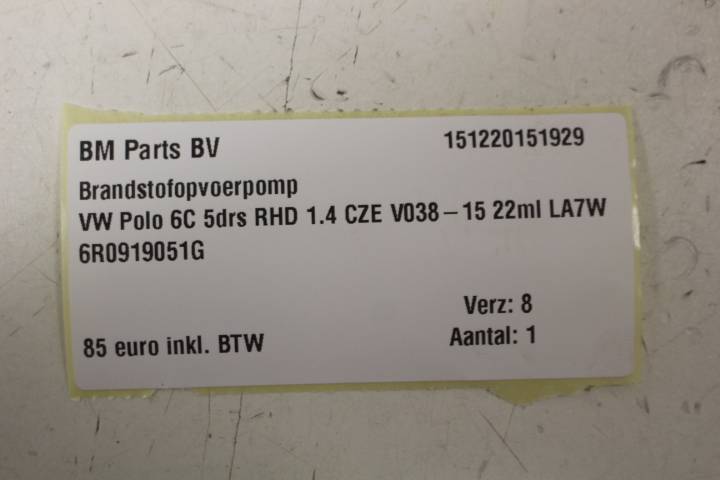 BM Parts BV 151220151929
Brandstofopvoerpomp
VW Polo 6C 5drs RHD 1.4 CZE V038-15 22ml LA7W
6R0919051G
Verz: 8
85 euro inkl. BTW Aantal: 1